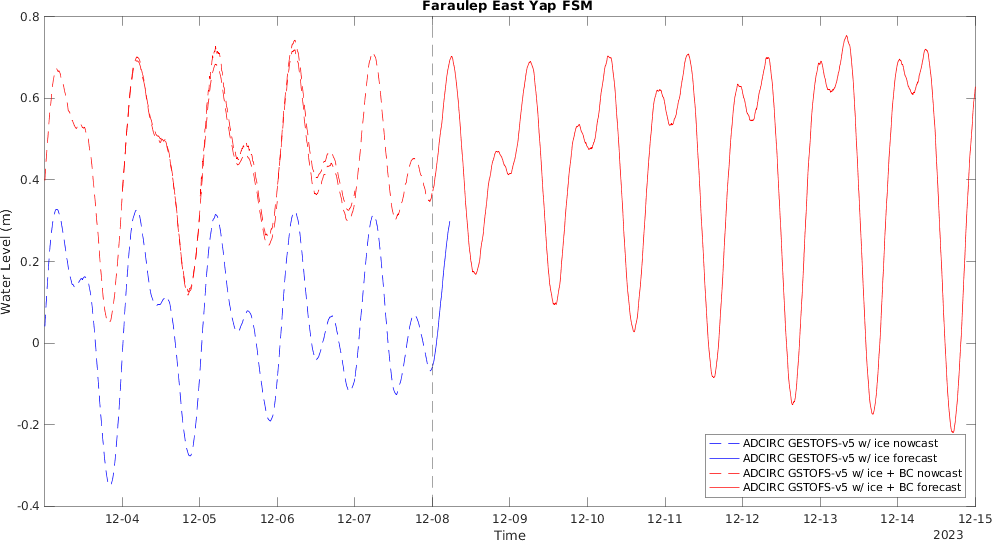 Faraulep East Yap FSM
0.8
0.6
0.4
0.2
0
-0.2
-0.4
Water Level (m)
ADCIRC GESTOFS-v5 w/ ice nowcast
ADCIRC GESTOFS-v5 w/ ice forecast
ADCIRC GSTOFS-v5 w/ ice + BC nowcast
ADCIRC GSTOFS-v5 w/ ice + BC forecast
12-04 12-05 12-06 12-07 12-08 12-09 12-10 12-11 12-12 12-13 12-14 12-15
Time
2023